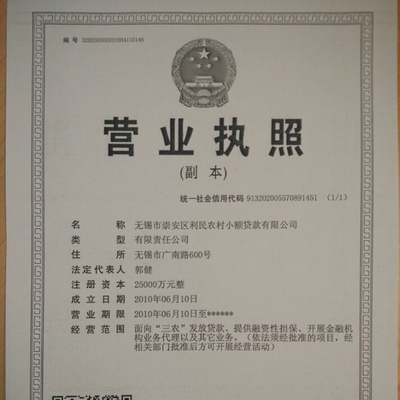 编 号 320200000201604110165
营业执照
(副 本)
统一社会信用代码 913202005570891451 (1/1)
名 称 无锡市崇安区利民农村小额贷款有限公司
类 型 有限责任公司
住 所 无锡市广南路600号
法定代表人 郭健
注 册 资 本 25000万元整
成 立 日 期 2010年06月10日
营 业 期 限 2010年06月10日至******
经 营 范 围 面向“三农”发放贷款、提供融资性担保、开展金融机
构业务代理以及其它业务。(依法须经批准的项目,经
相关部门批准后方可开展经营活动)